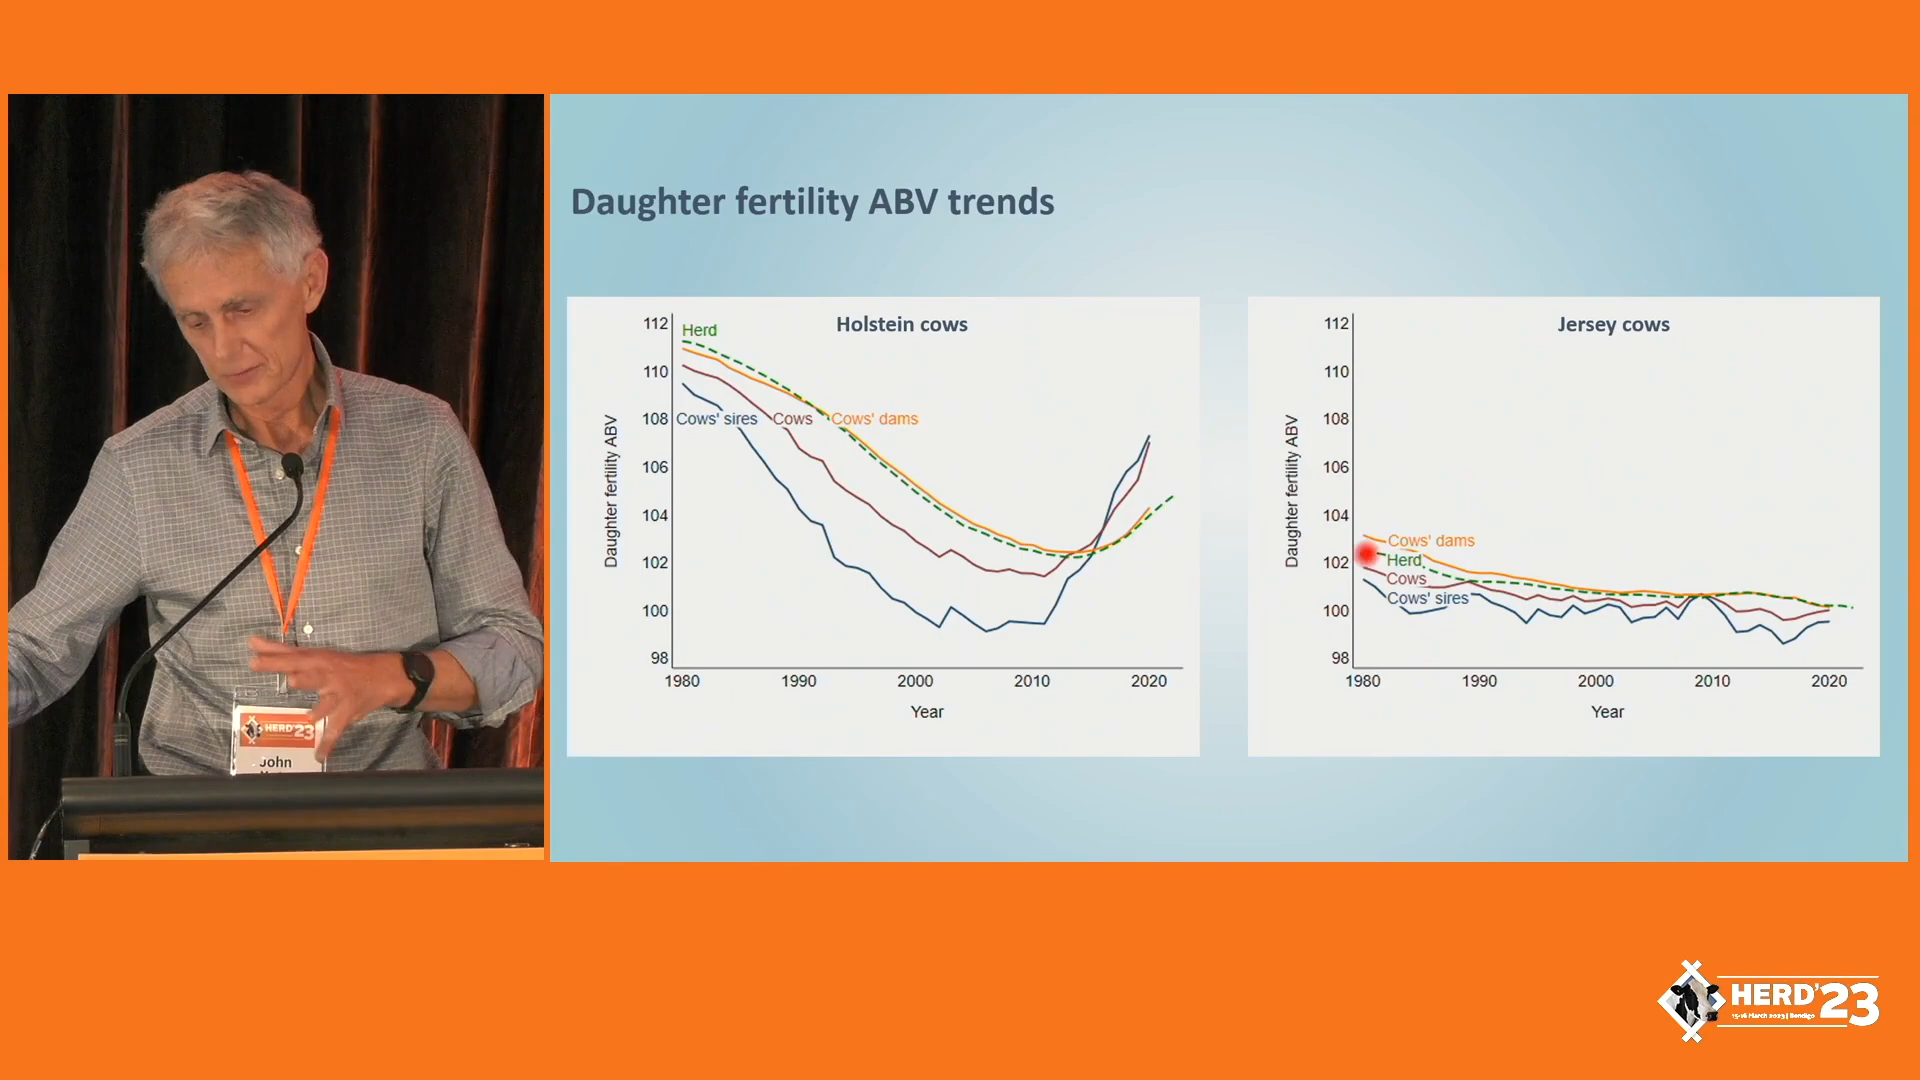 Daughter fertility ABV trends
Holstein cows
Daughter fertility ABV
112
110
108
106
104
102
100
98
Herd
Cows' sires
Cows
Cows' dams
1980
1990
2000
2010
2020
Year
Jersey cows
Daughter fertility ABV
112
110
108
106
104
102
100
98
Cows' dams
Herd
Cows
Cows' sires
1980
1990
2000
2010
2020
Year
HERD'23
John
HERD'23
15-16 March 2023 | Bendigo